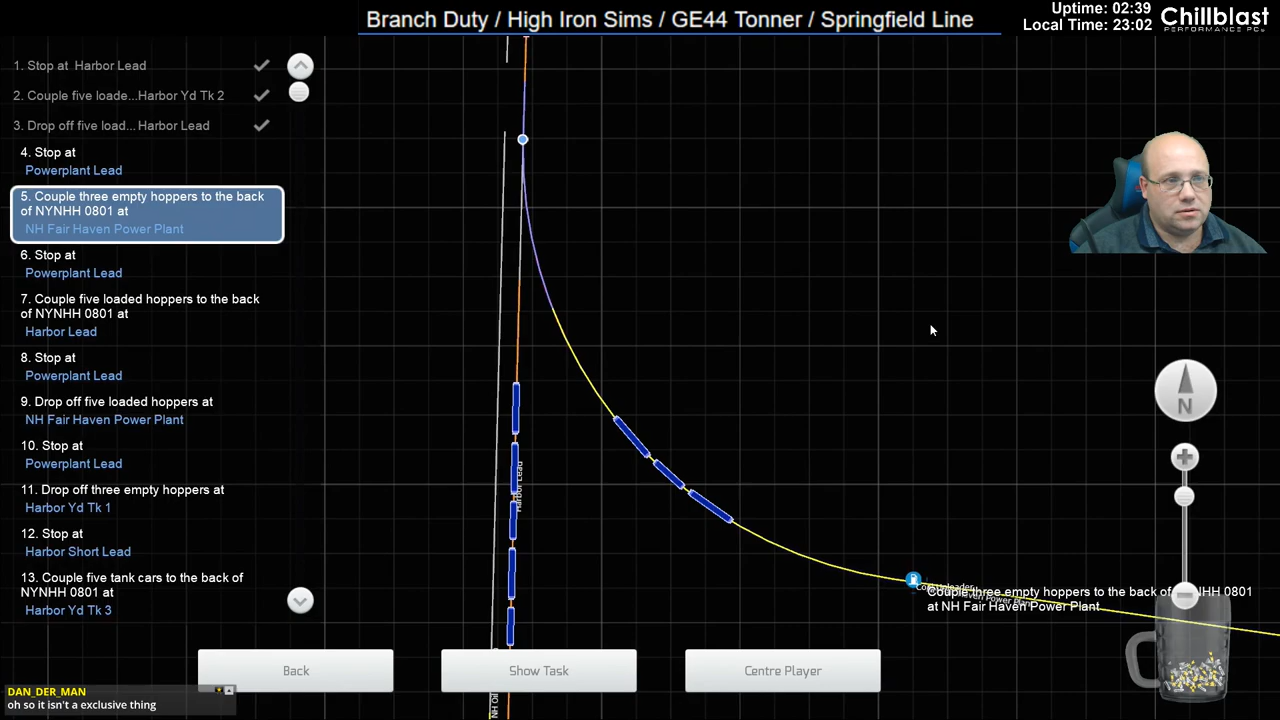 Branch Duty / High Iron Sims / GE44 Tonner / Springfield Line
Uptime: 02:39
Local Time: 23:02
Chillblast
PERFORMANCE PCs
1. Stop at Harbor Lead
2. Couple five loade...Harbor Yd Tk 2
3. Drop off five load... Harbor Lead
4. Stop at
Powerplant Lead
5. Couple three empty hoppers to the back
of NYNHH 0801 at
NH Fair Haven Power Plant
6. Stop at
Powerplant Lead
7. Couple five loaded hoppers to the back
of NYNHH 0801 at
Harbor Lead
8. Stop at
Powerplant Lead
9. Drop off five loaded hoppers at
NH Fair Haven Power Plant
10. Stop at
Powerplant Lead
11. Drop off three empty hoppers at
Harbor Yd Tk 1
12. Stop at
Harbor Short Lead
13. Couple five tank cars to the back of
NYNHH 0801 at
Harbor Yd Tk 3
Harbor Lead
N
Couple three empty hoppers to the back of NYNHH 0801
at NH Fair Haven Power Plant
Back
Show Task
Centre Player
DAN_DER_MAN
oh so it isn't a exclusive thing